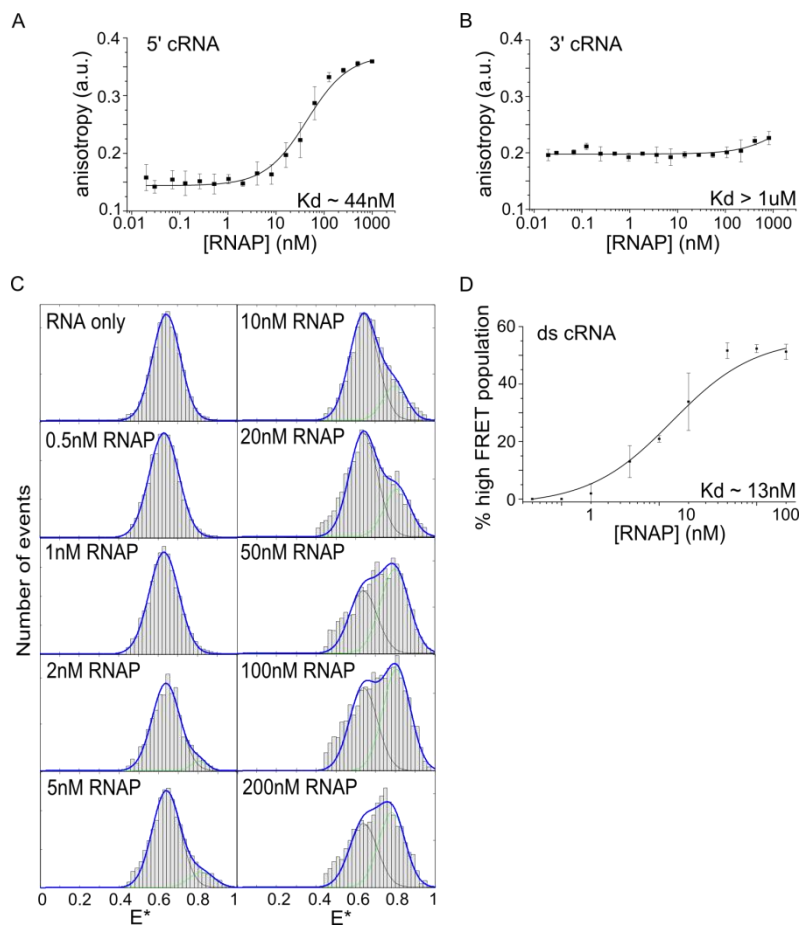 A
5' cRNA
anisotropy (a.u.)
0.4
0.3
0.2
0.1
0.01 0.1 1 10 100 1000
Kd ~ 44nM
[RNAP] (nM)
B
3' cRNA
anisotropy (a.u.)
0.4
0.3
0.2
0.1
0.01 0.1 1 10 100 1000
Kd > 1uM
[RNAP] (nM)
C
Number of events
RNA only
10nM RNAP
0.5nM RNAP
20nM RNAP
1nM RNAP
50nM RNAP
2nM RNAP
100nM RNAP
5nM RNAP
200nM RNAP
0 0.2 0.4 0.6 0.8 1
0.2 0.4 0.6 0.8 1
E*
E*
D
ds cRNA
% high FRET population
60
50
40
30
20
10
0
1 10 100
Kd ~ 13nM
[RNAP] (nM)